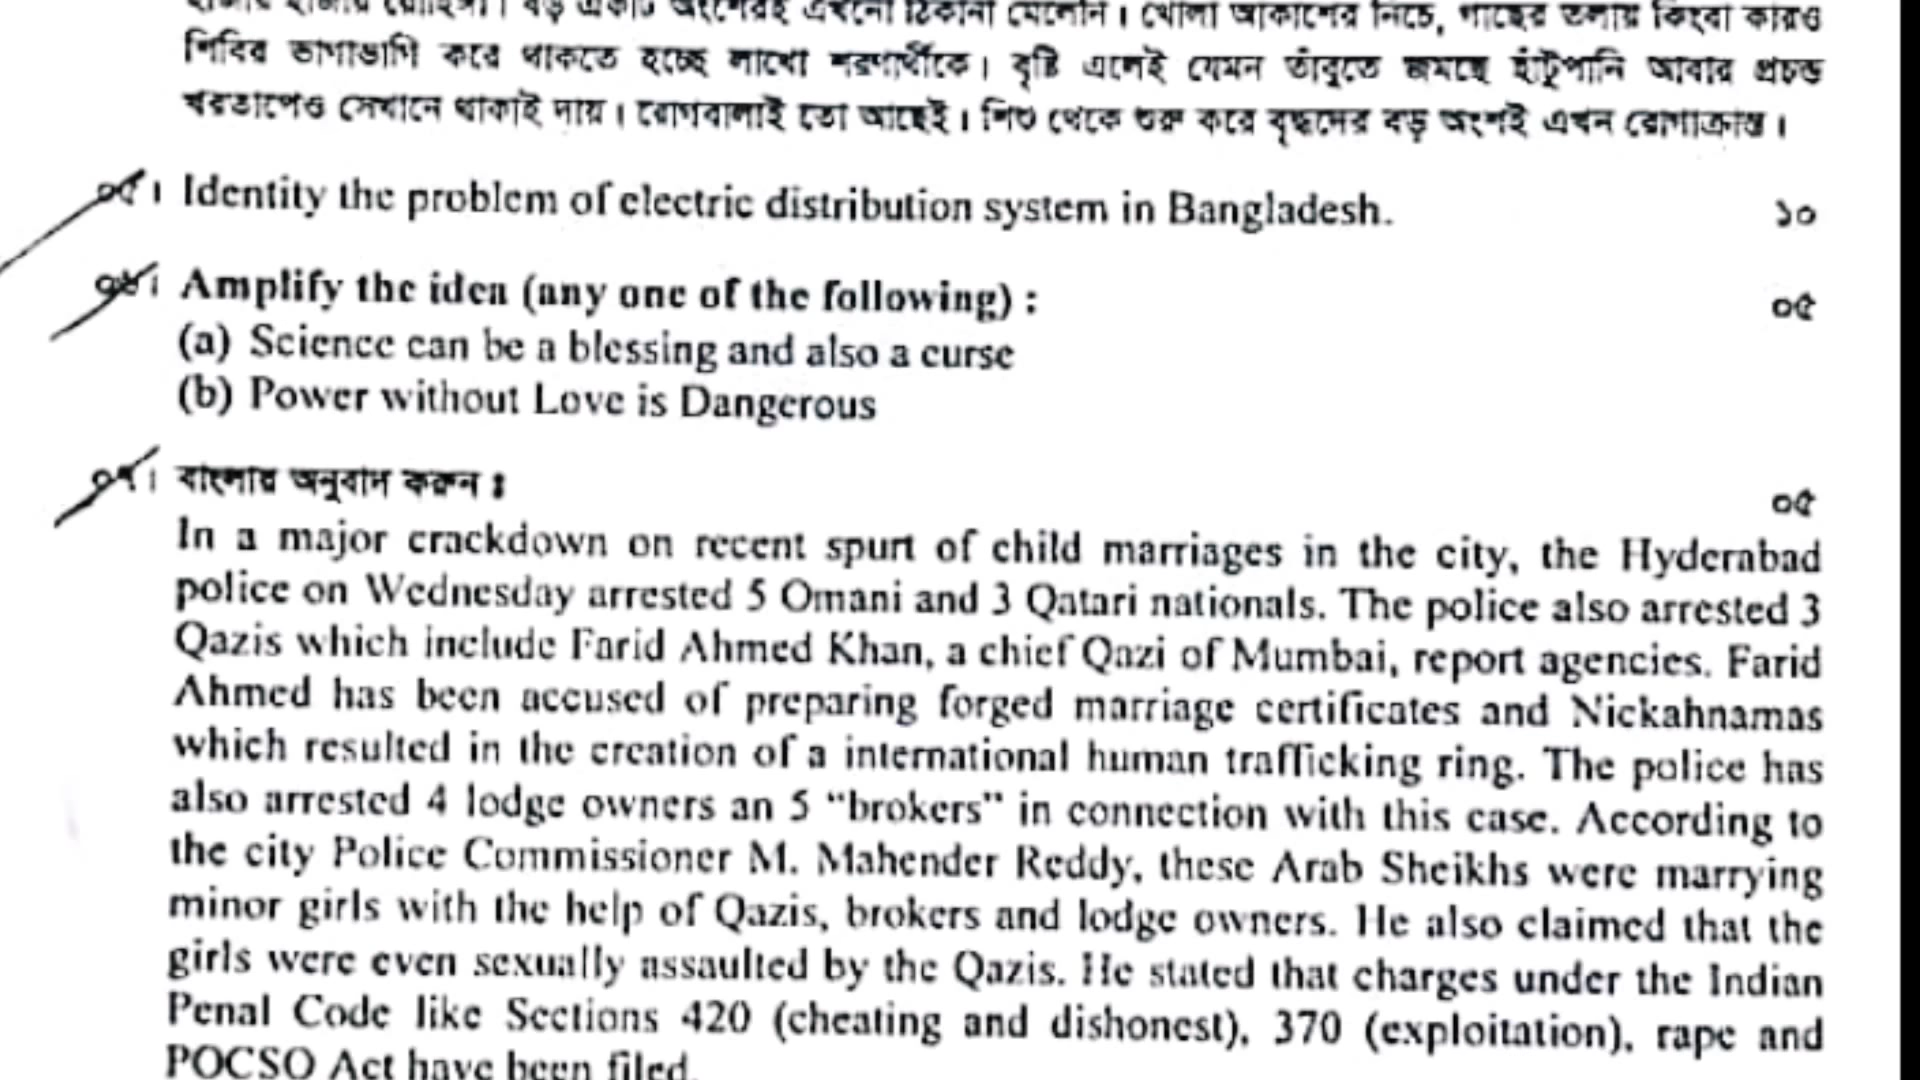 শিবির ভাগাভাগি করে থাকতে হচ্ছে লাখো শরণার্থীকে। বৃষ্টি এলেই যেমন তাঁবুতে জমছে হাঁটুপানি আবার প্রচন্ড
খরতাপেও সেখানে থাকাই দায়। রোগবালাই তো আছেই। শিশু থেকে শুরু করে বৃদ্ধদের বড় অংশই এখন রোগাক্রান্ত।
০৫। Identity the problem of electric distribution system in Bangladesh. ১০
০৬। Amplify the idea (any one of the following) : ০৫
(a) Science can be a blessing and also a curse
(b) Power without Love is Dangerous
০৭। বাংলায় অনুবাদ করুন ঃ ০৫
In a major crackdown on recent spurt of child marriages in the city, the Hyderabad
police on Wednesday arrested 5 Omani and 3 Qatari nationals. The police also arrested 3
Qazis which include Farid Ahmed Khan, a chief Qazi of Mumbai, report agencies. Farid
Ahmed has been accused of preparing forged marriage certificates and Nickahnamas
which resulted in the creation of a international human trafficking ring. The police has
also arrested 4 lodge owners an 5 “brokers” in connection with this case. According to
the city Police Commissioner M. Mahender Reddy, these Arab Sheikhs were marrying
minor girls with the help of Qazis, brokers and lodge owners. He also claimed that the
girls were even sexually assaulted by the Qazis. He stated that charges under the Indian
Penal Code like Sections 420 (cheating and dishonest), 370 (exploitation), rape and
POCSO Act have been filed.